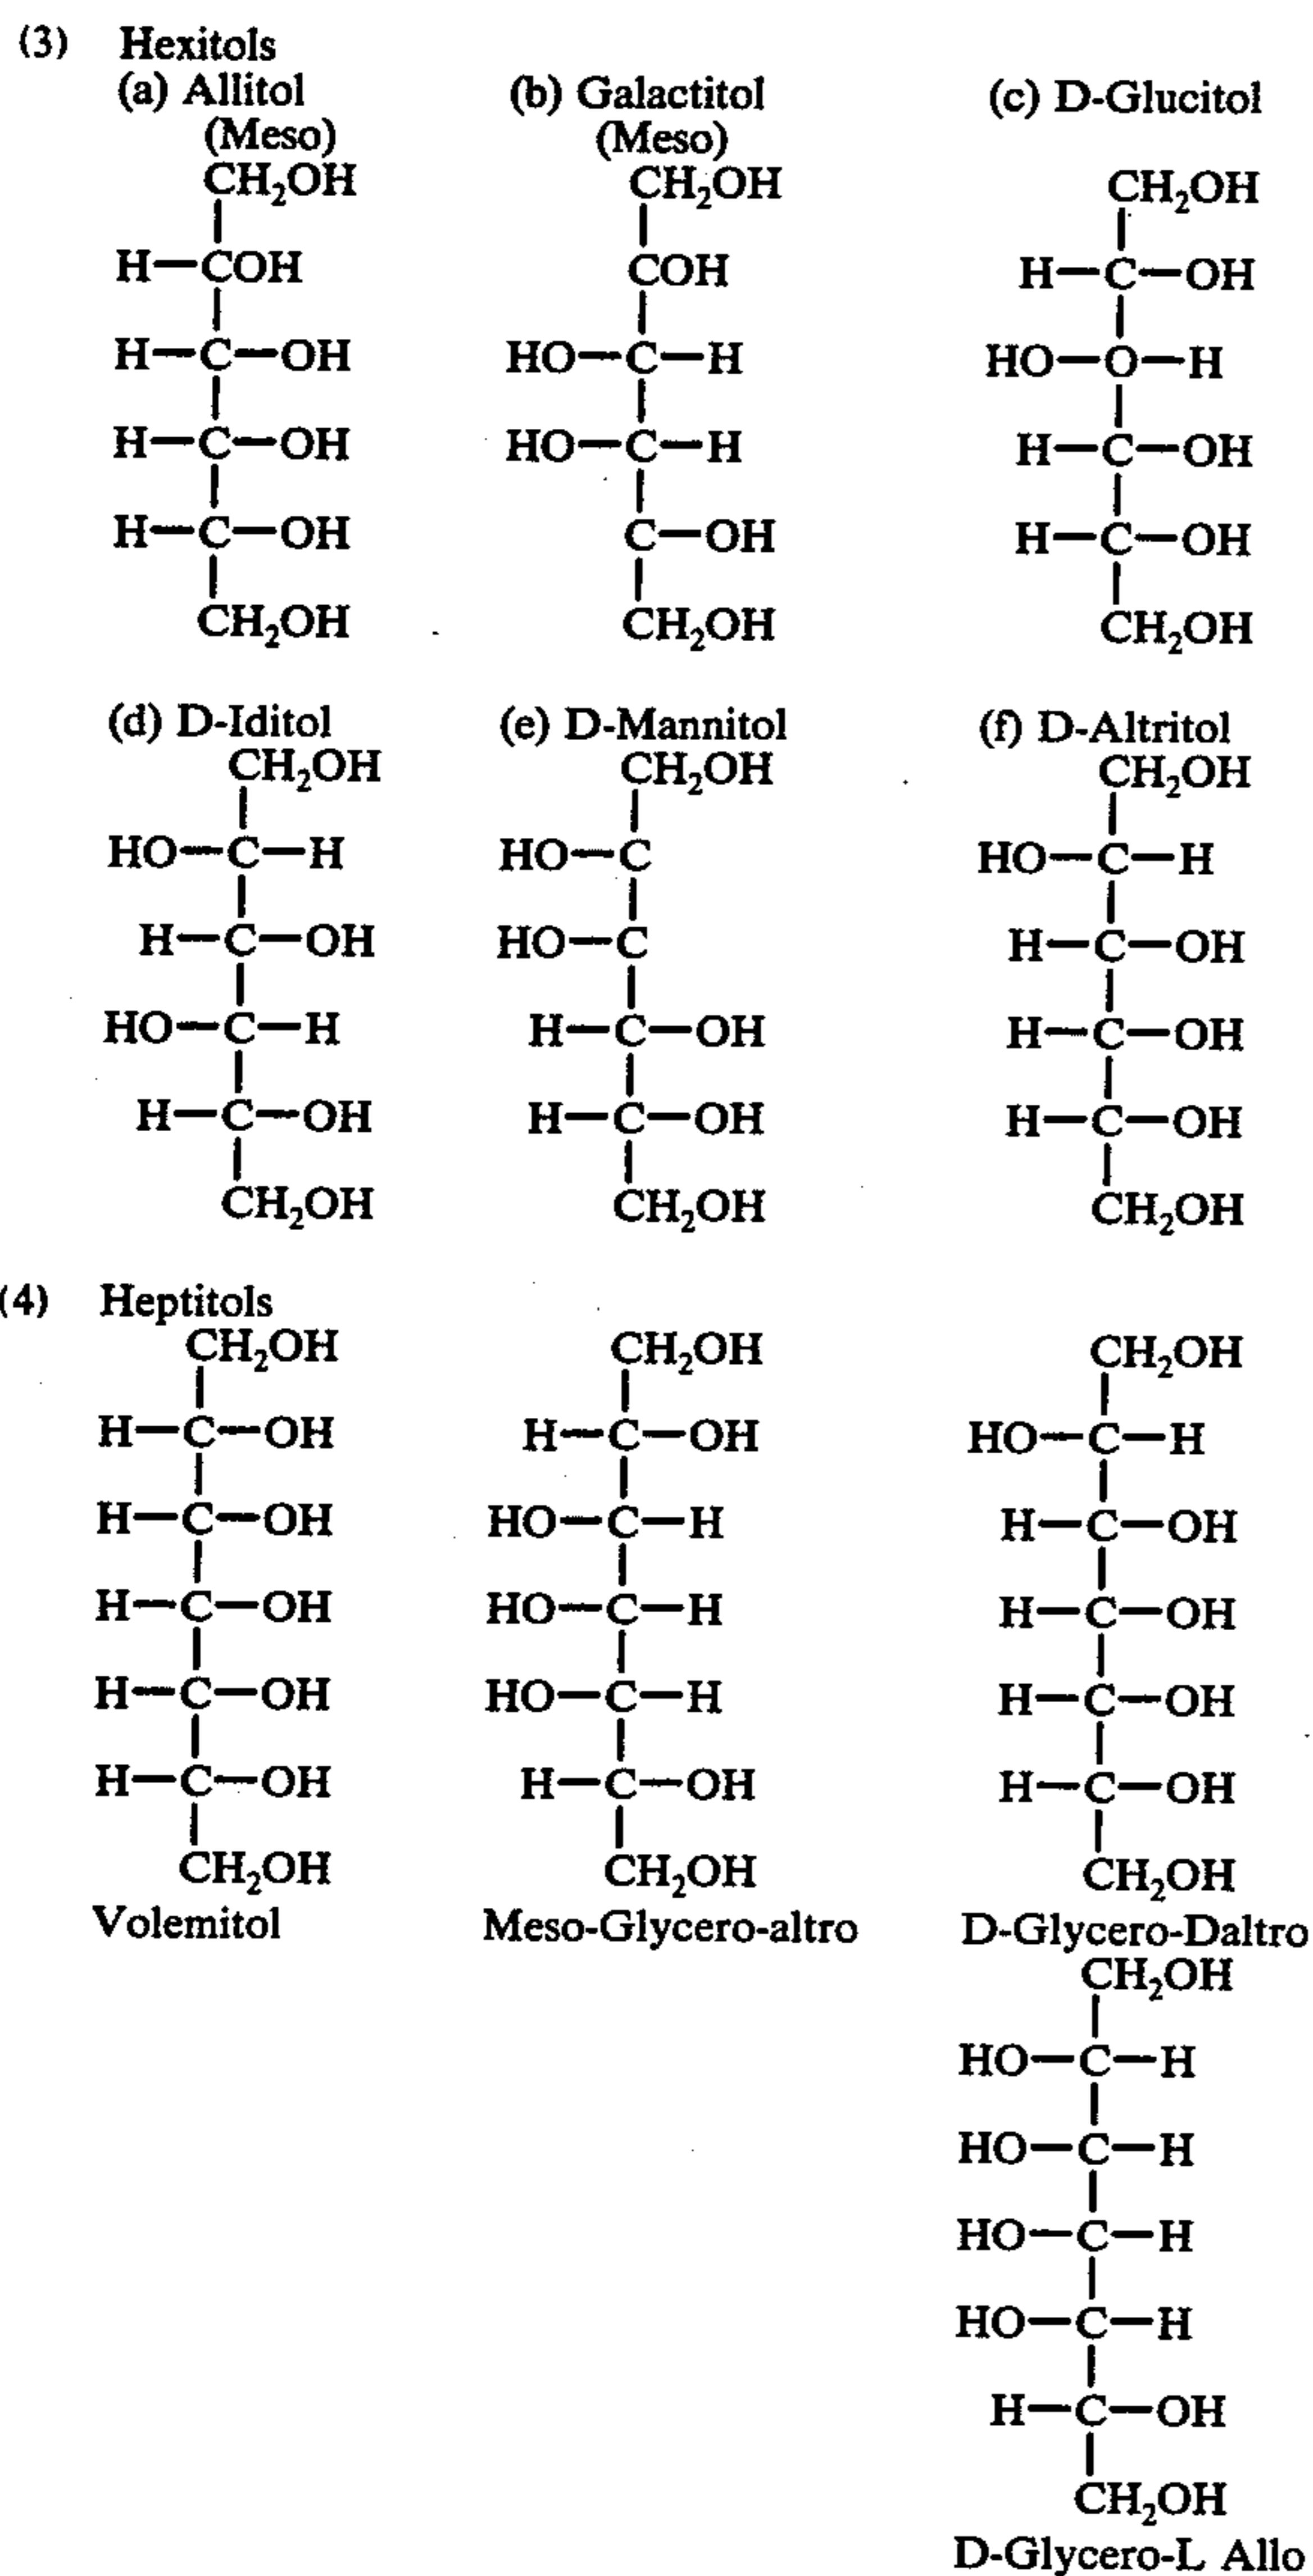 (3) Hexitols
(a) Allitol (b) Galactitol (c) D-Glucitol
(Meso) (Meso)
CH2OH CH2OH CH2OH
H—COH COH H—C—OH
H—C—OH HO—C—H HO—O—H
H—C—OH HO—C—H H—C—OH
H—C—OH C—OH H—C—OH
CH2OH CH2OH CH2OH
(d) D-Iditol (e) D-Mannitol (f) D-Altritol
CH2OH CH2OH CH2OH
HO—C—H HO—C HO—C—H
H—C—OH HO—C H—C—OH
HO—C—H H—C—OH H—C—OH
H—C—OH H—C—OH H—C—OH
CH2OH CH2OH CH2OH
(4) Heptitols
CH2OH CH2OH CH2OH
H—C—OH H—C—OH HO—C—H
H—C—OH HO—C—H H—C—OH
H—C—OH HO—C—H H—C—OH
H—C—OH HO—C—H H—C—OH
H—C—OH H—C—OH H—C—OH
CH2OH CH2OH CH2OH
Volemitol Meso-Glycero-altro D-Glycero-Daltro
CH2OH
HO—C—H
HO—C—H
HO—C—H
HO—C—H
H—C—OH
CH2OH
D-Glycero-L Allo